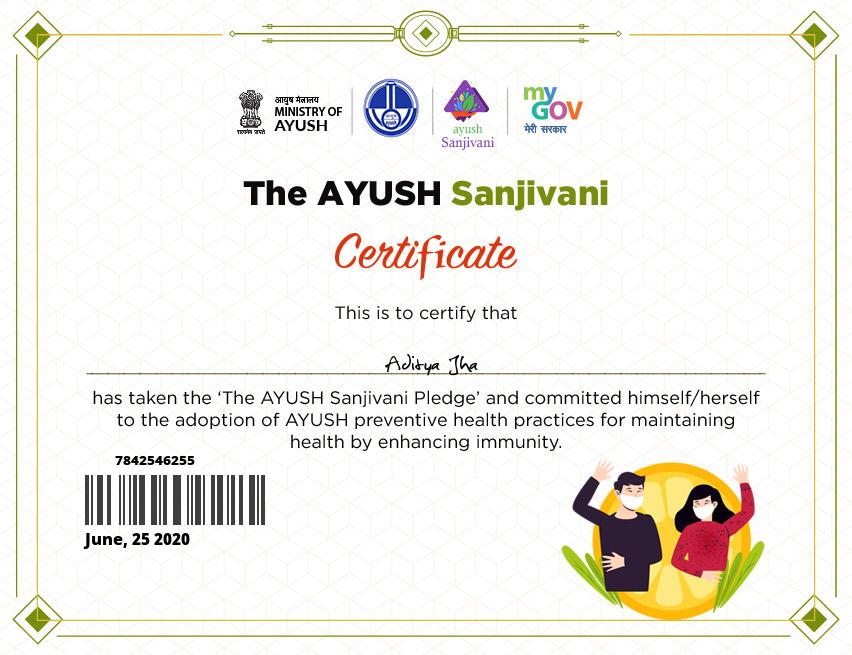 आयुष मंत्रालय
MINISTRY OF
AYUSH
सत्यमेव जयते
ayush
Sanjivani
my
GOV
मेरी सरकार
The AYUSH Sanjivani
Certificate
This is to certify that
Aditya Jha
has taken the ‘The AYUSH Sanjivani Pledge’ and committed himself/herself
to the adoption of AYUSH preventive health practices for maintaining
health by enhancing immunity.
7842546255
June, 25 2020